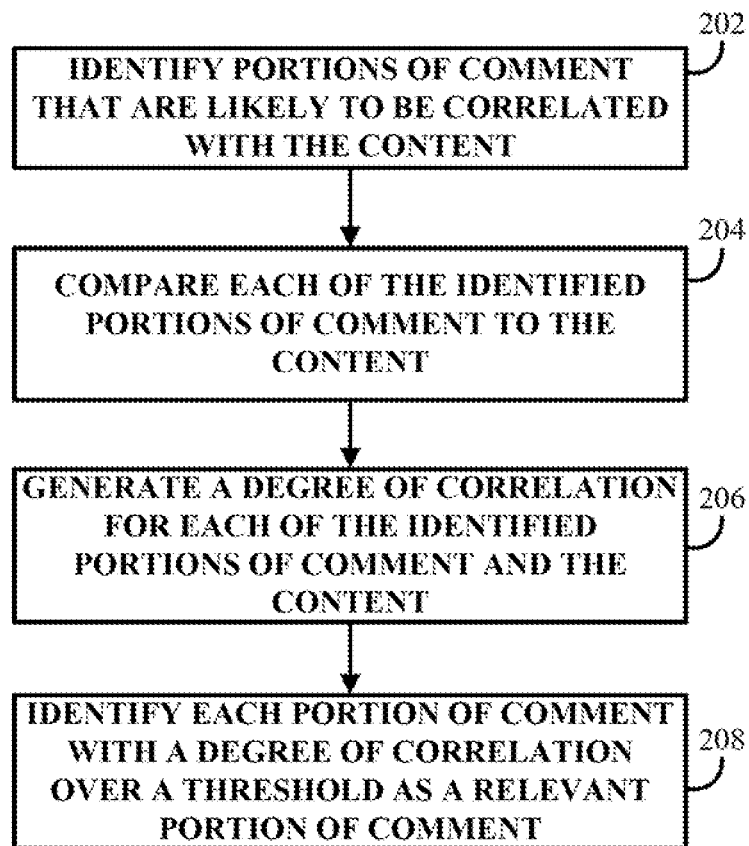 202
IDENTIFY PORTIONS OF COMMENT
THAT ARE LIKELY TO BE CORRELATED
WITH THE CONTENT
204
COMPARE EACH OF THE IDENTIFIED
PORTIONS OF COMMENT TO THE
CONTENT
206
GENERATE A DEGREE OF CORRELATION
FOR EACH OF THE IDENTIFIED
PORTIONS OF COMMENT AND THE
CONTENT
208
IDENTIFY EACH PORTION OF COMMENT
WITH A DEGREE OF CORRELATION
OVER A THRESHOLD AS A RELEVANT
PORTION OF COMMENT